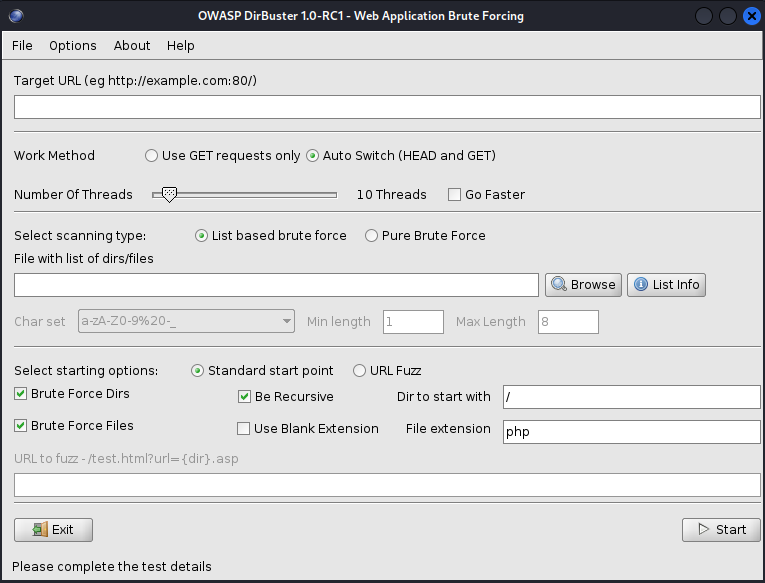 OWASP DirBuster 1.0-RC1 - Web Application Brute Forcing
File Options About Help
Target URL (eg http://example.com:80/)
Work Method Use GET requests only Auto Switch (HEAD and GET)
Number Of Threads 10 Threads Go Faster
Select scanning type: List based brute force Pure Brute Force
File with list of dirs/files
Browse List Info
Char set a-zA-Z0-9%20-_ Min length 1 Max Length 8
Select starting options: Standard start point URL Fuzz
Brute Force Dirs Be Recursive Dir to start with /
Brute Force Files Use Blank Extension File extension php
URL to fuzz - /test.html?url={dir}.asp
Exit Start
Please complete the test details